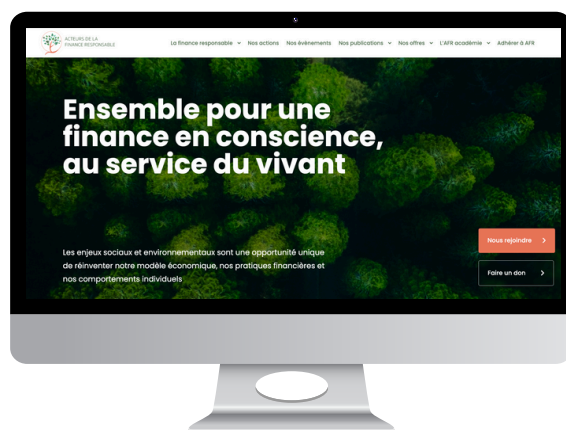 ACTEURS DE LA
FINANCE RESPONSABLE
La finance responsable Nos actions Nos évènements Nos publications Nos offres L'AFR académie Adhérer à AFR
Ensemble pour une
finance en conscience,
au service du vivant
Nous rejoindre
Les enjeux sociaux et environnementaux sont une opportunité unique
de réinventer notre modèle économique, nos pratiques financières et
nos comportements individuels
Faire un don